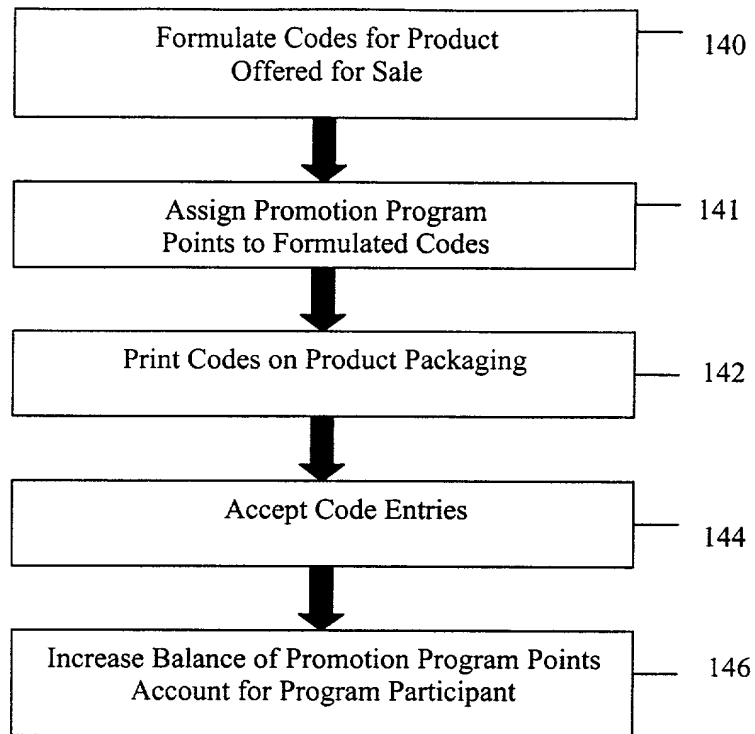 Formulate Codes for Product
Offered for Sale
140
Assign Promotion Program
Points to Formulated Codes
141
Print Codes on Product Packaging
142
Accept Code Entries
144
Increase Balance of Promotion Program Points
Account for Program Participant
146